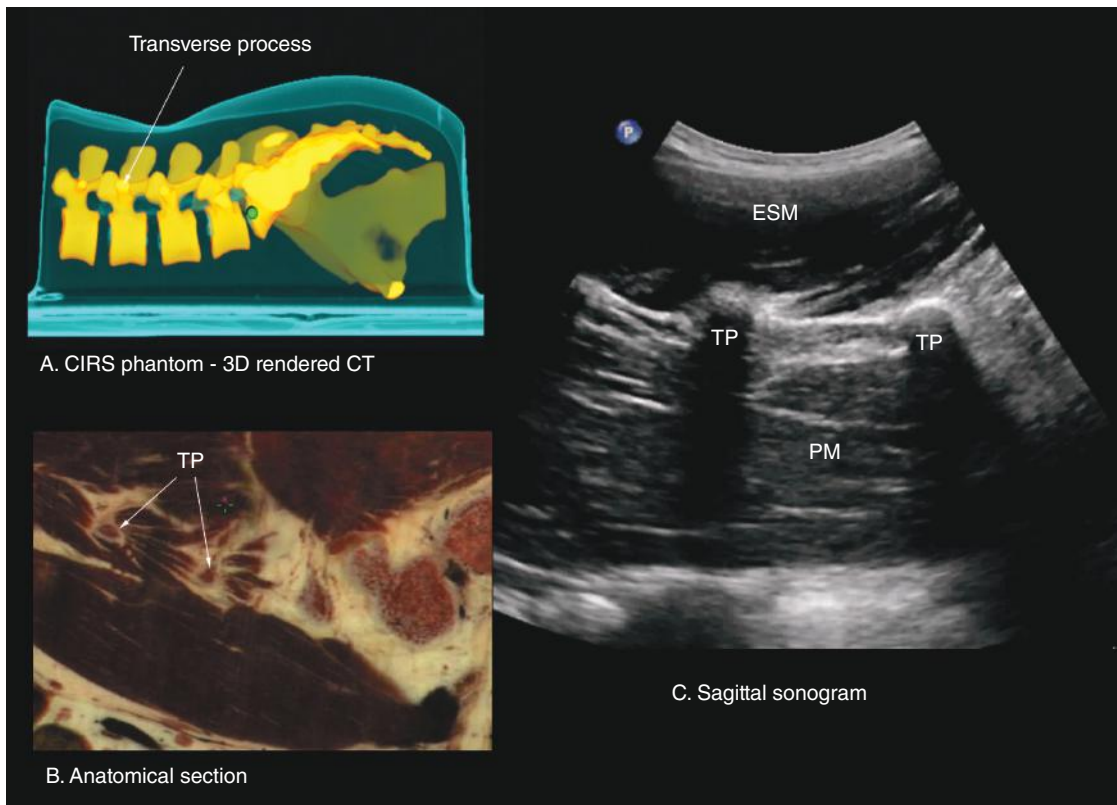 Transverse process
A. CIRS phantom - 3D rendered CT
TP
B. Anatomical section
P
ESM
TP
TP
PM
C. Sagittal sonogram